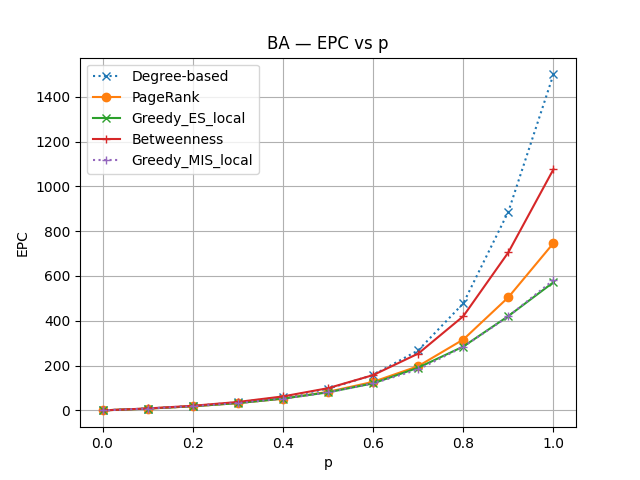 BA — EPC vs p
Degree-based
PageRank
Greedy_ES_local
Betweenness
Greedy_MIS_local
1400
1200
1000
800
600
400
200
0
EPC
0.0 0.2 0.4 0.6 0.8 1.0
p